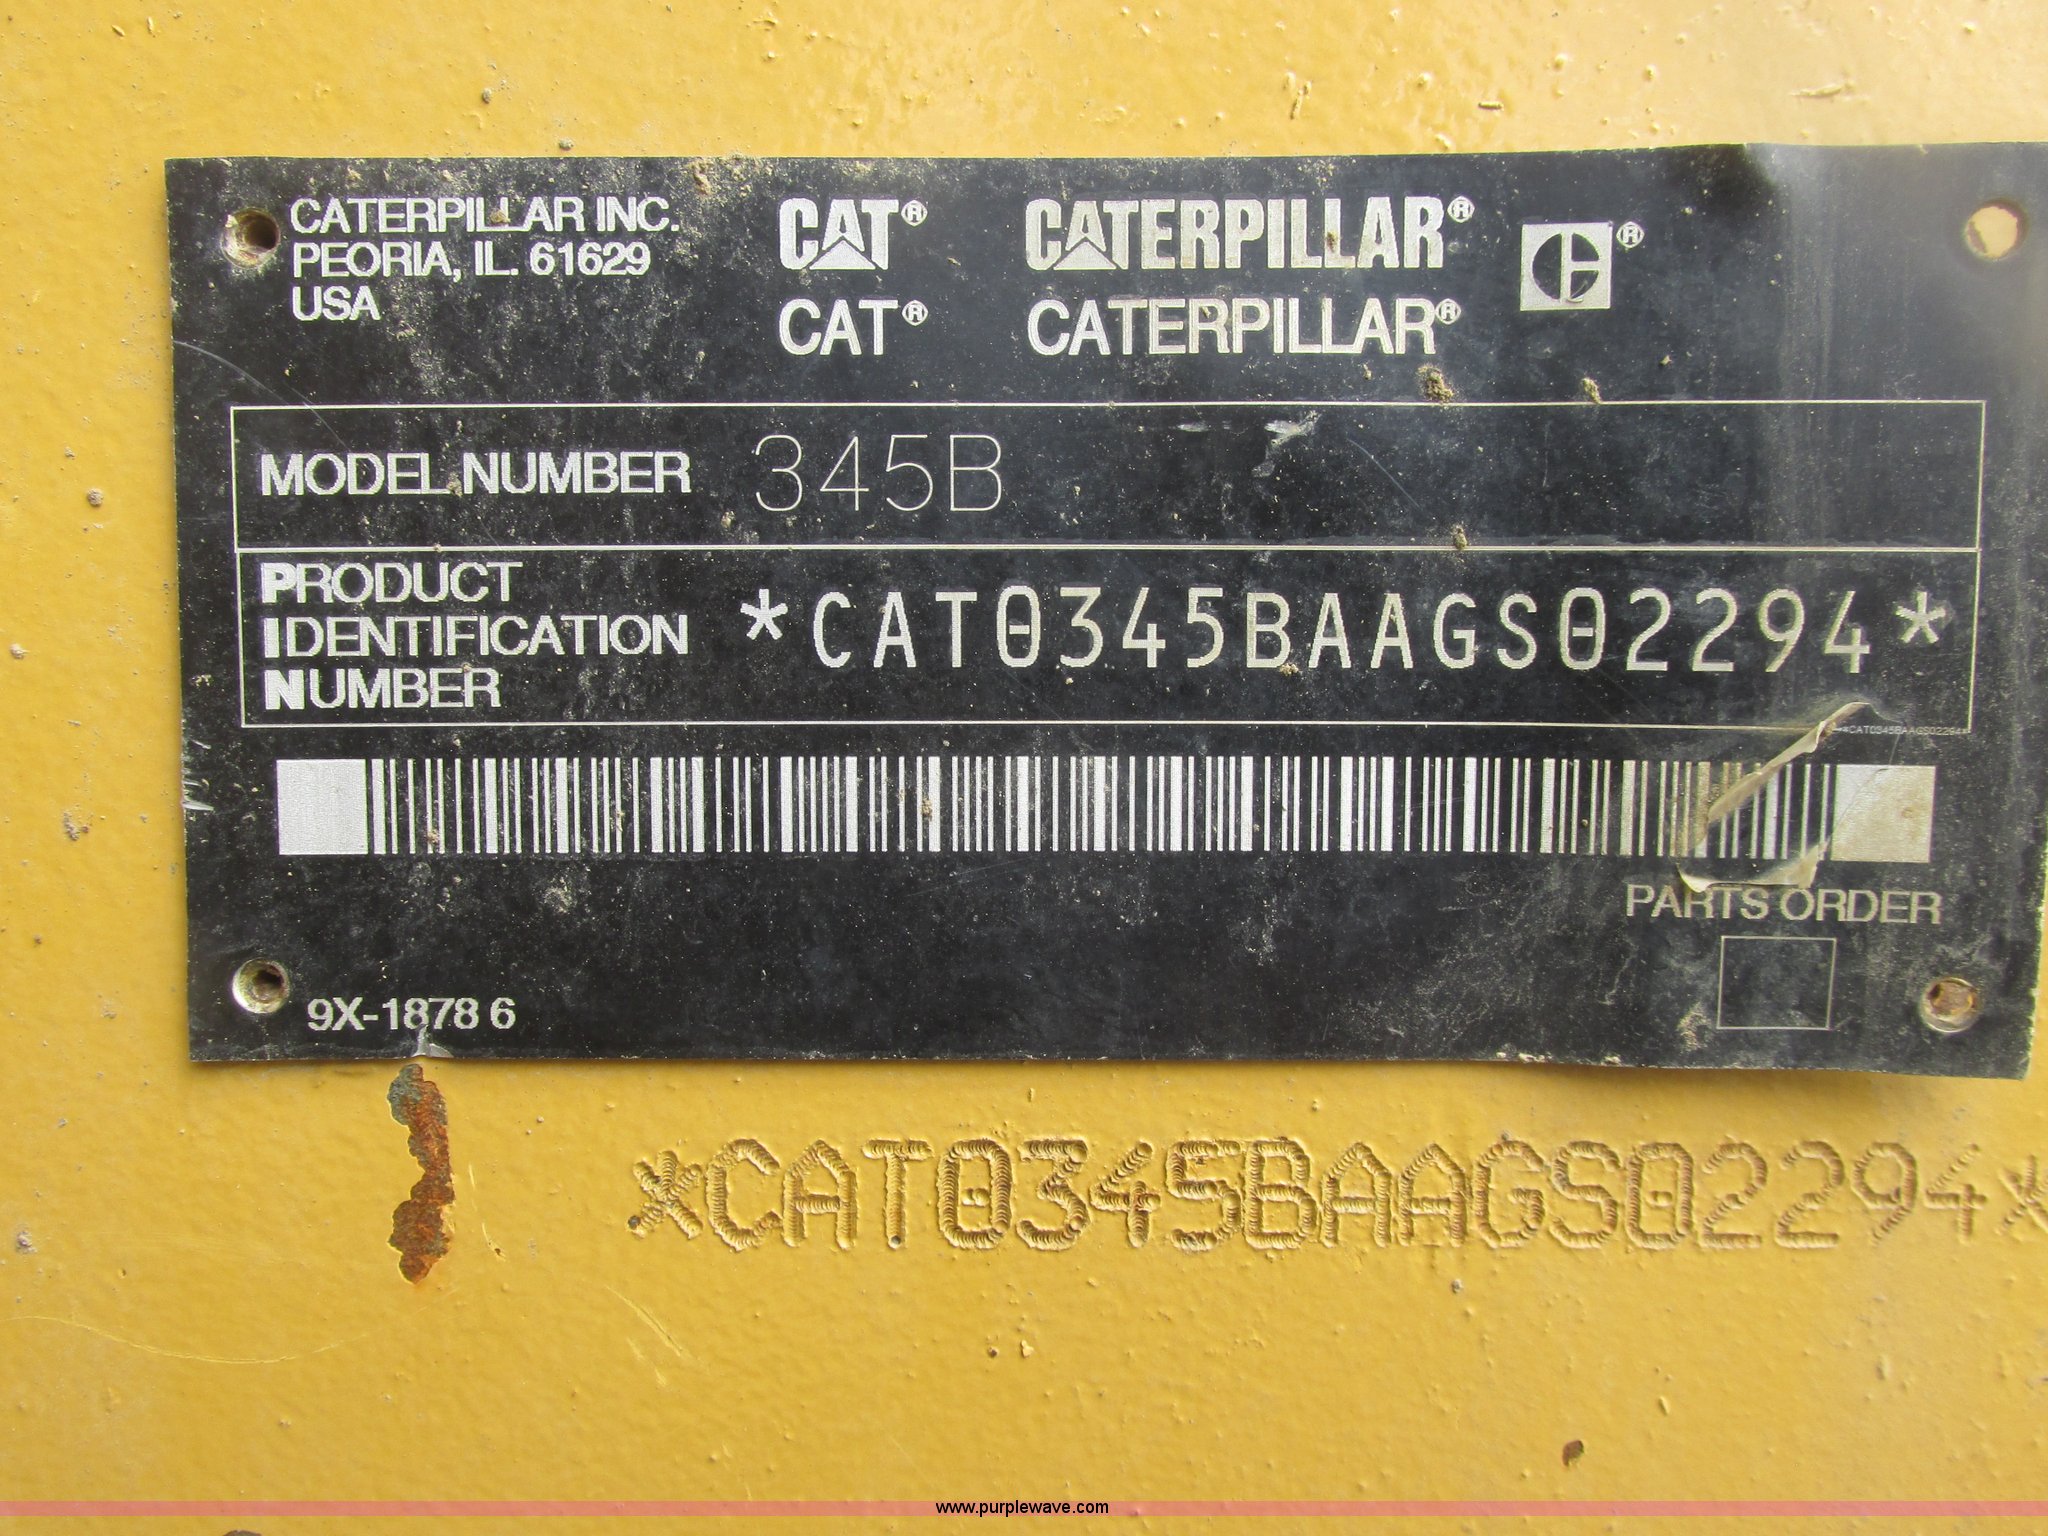 CATERPILLAR INC.
PEORIA, IL. 61629
USA
CAT® CATERPILLAR® ®
CAT® CATERPILLAR®
MODEL NUMBER 345B
PRODUCT
IDENTIFICATION
NUMBER
*CAT0345BAAGS02294*
*CAT0345BAAGS02294*
PARTS ORDER
9X-1878 6
*CAT0345BAAGS02294*
www.purplewave.com